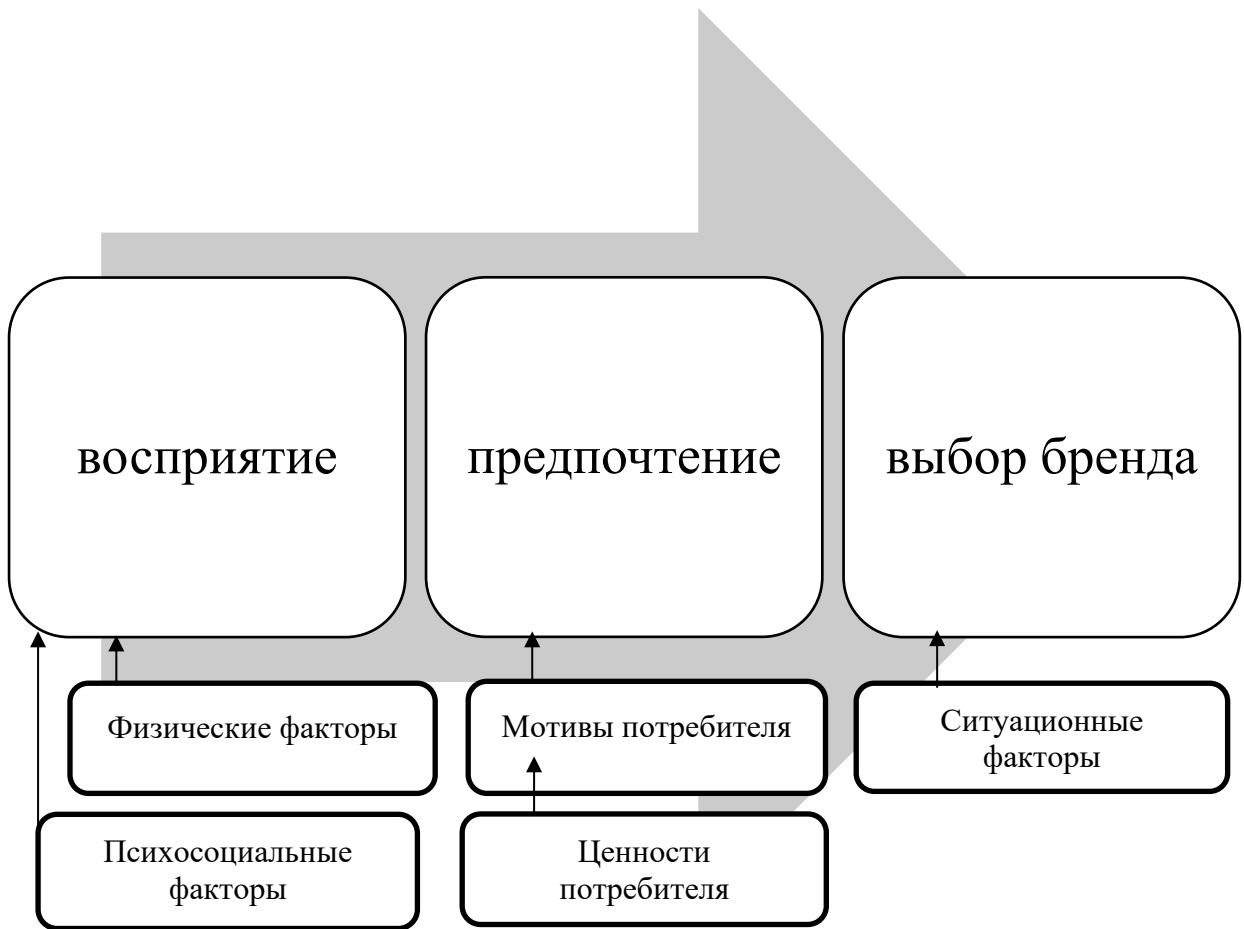 восприятие
предпочтение
выбор бренда
Физические факторы
Мотивы потребителя
Ситуационные
факторы
Психосоциальные
факторы
Ценности
потребителя